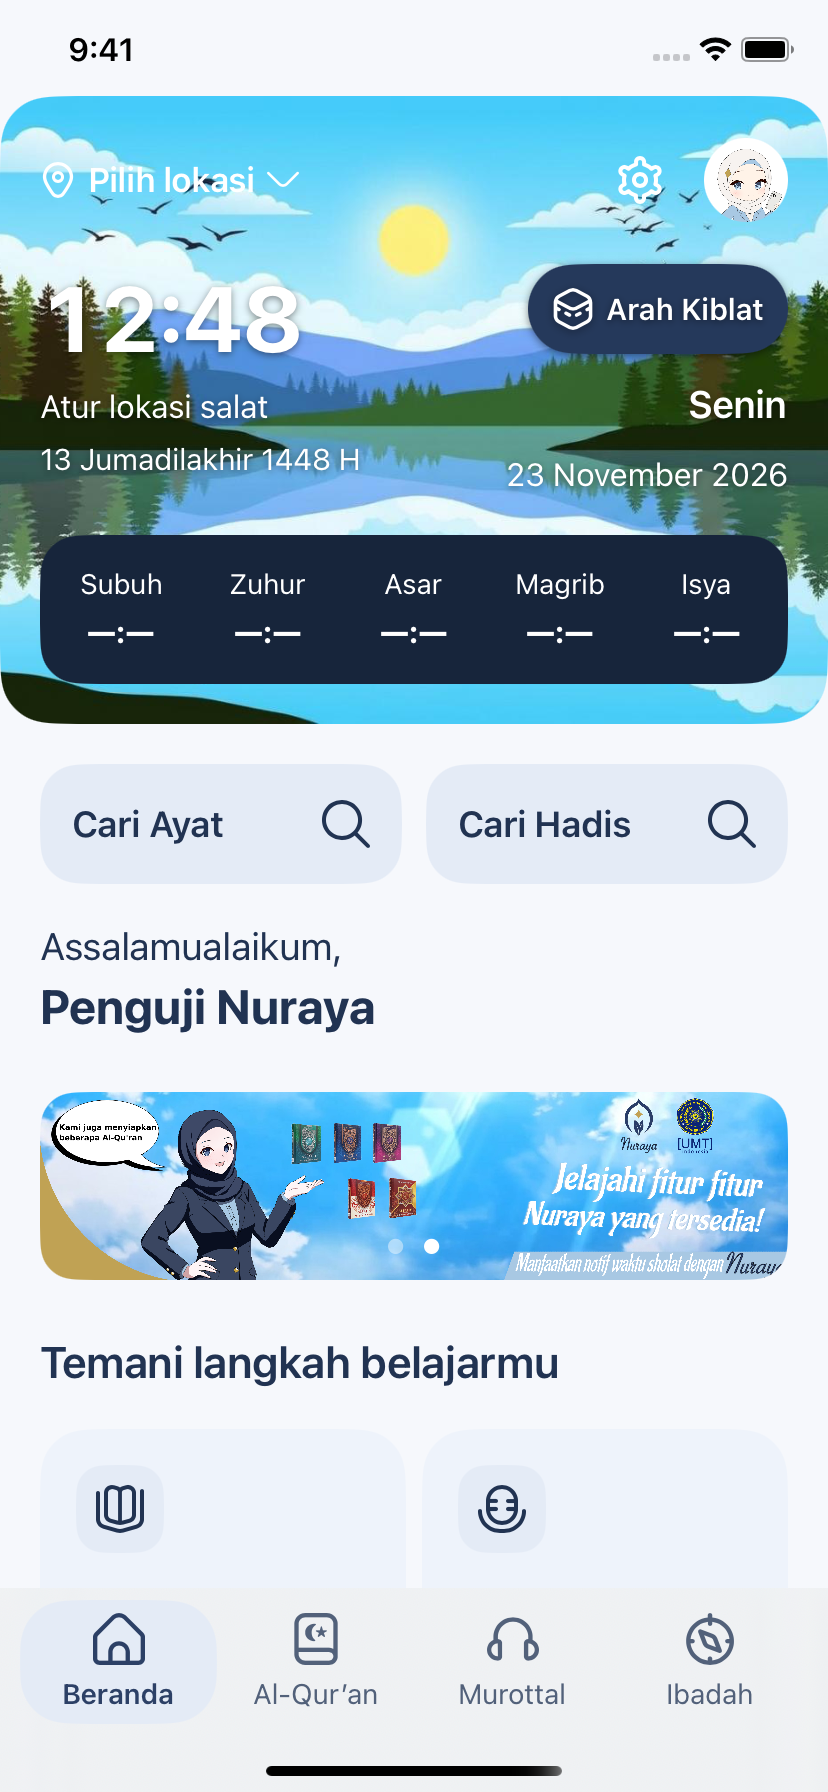 9:41
Pilih lokasi
12:48
Arah Kiblat
Atur lokasi salat
Senin
13 Jumadilakhir 1448 H
23 November 2026
Subuh Zuhur Asar Magrib Isya
—:— —:— —:— —:— —:—
Cari Ayat
Cari Hadis
Assalamualaikum,
Penguji Nuraya
Kami juga menyiapkan
beberapa Al-Qu'ran
Nuraya
[UMT]
Indonesia
Jelajahi fitur fitur
Nuraya yang tersedia!
Manfaatkan notif waktu sholat dengan Nuraya
Temani langkah belajarmu
Beranda Al-Qur’an Murottal Ibadah